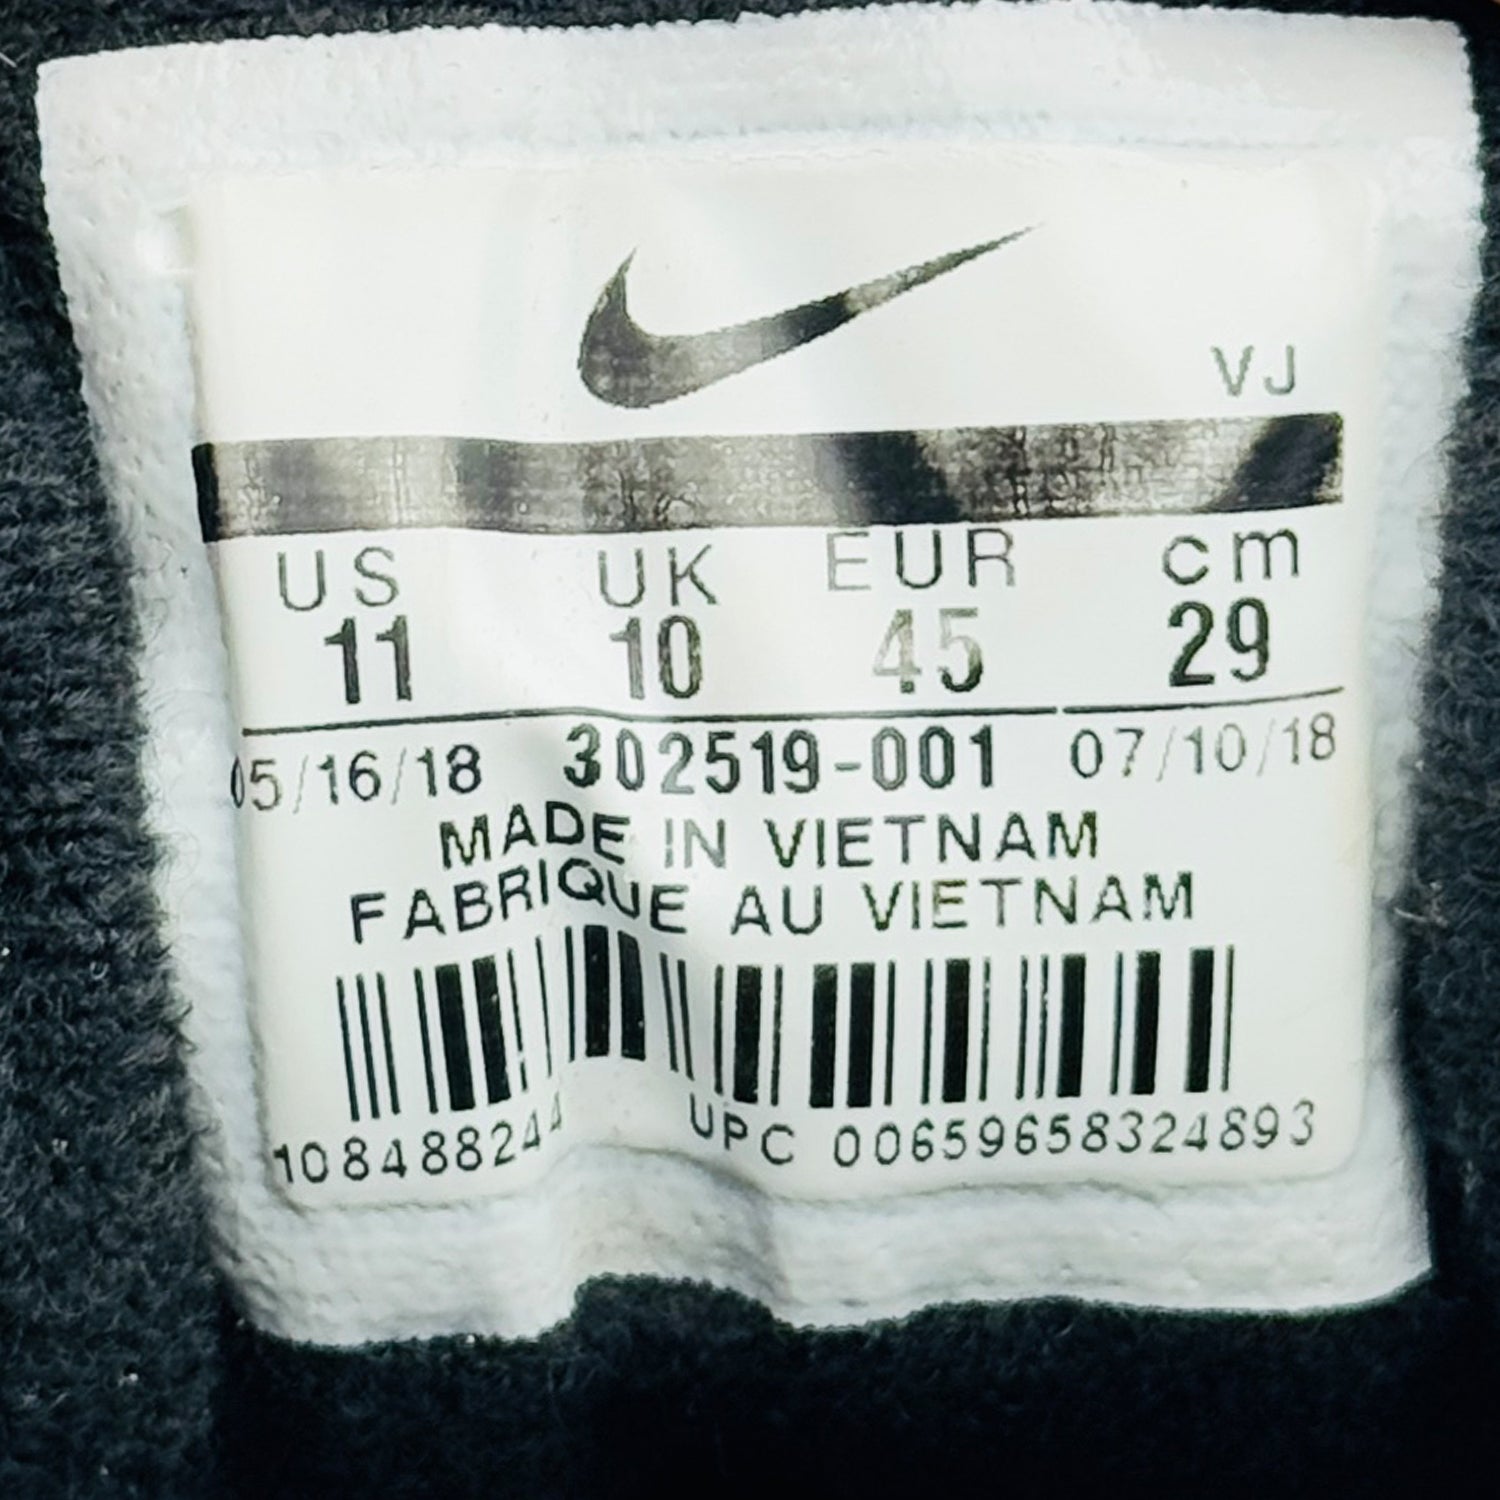 VJ
US UK EUR cm
11 10 45 29
05/16/18 302519-001 07/10/18
MADE IN VIETNAM
FABRIQUE AU VIETNAM
108488244 UPC 00659658324893